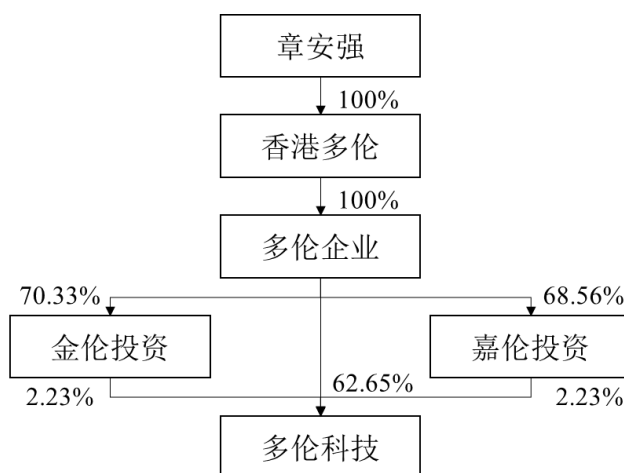 章安强
100%
香港多伦
100%
多伦企业
70.33%
68.56%
金伦投资
嘉伦投资
2.23%
62.65%
2.23%
多伦科技